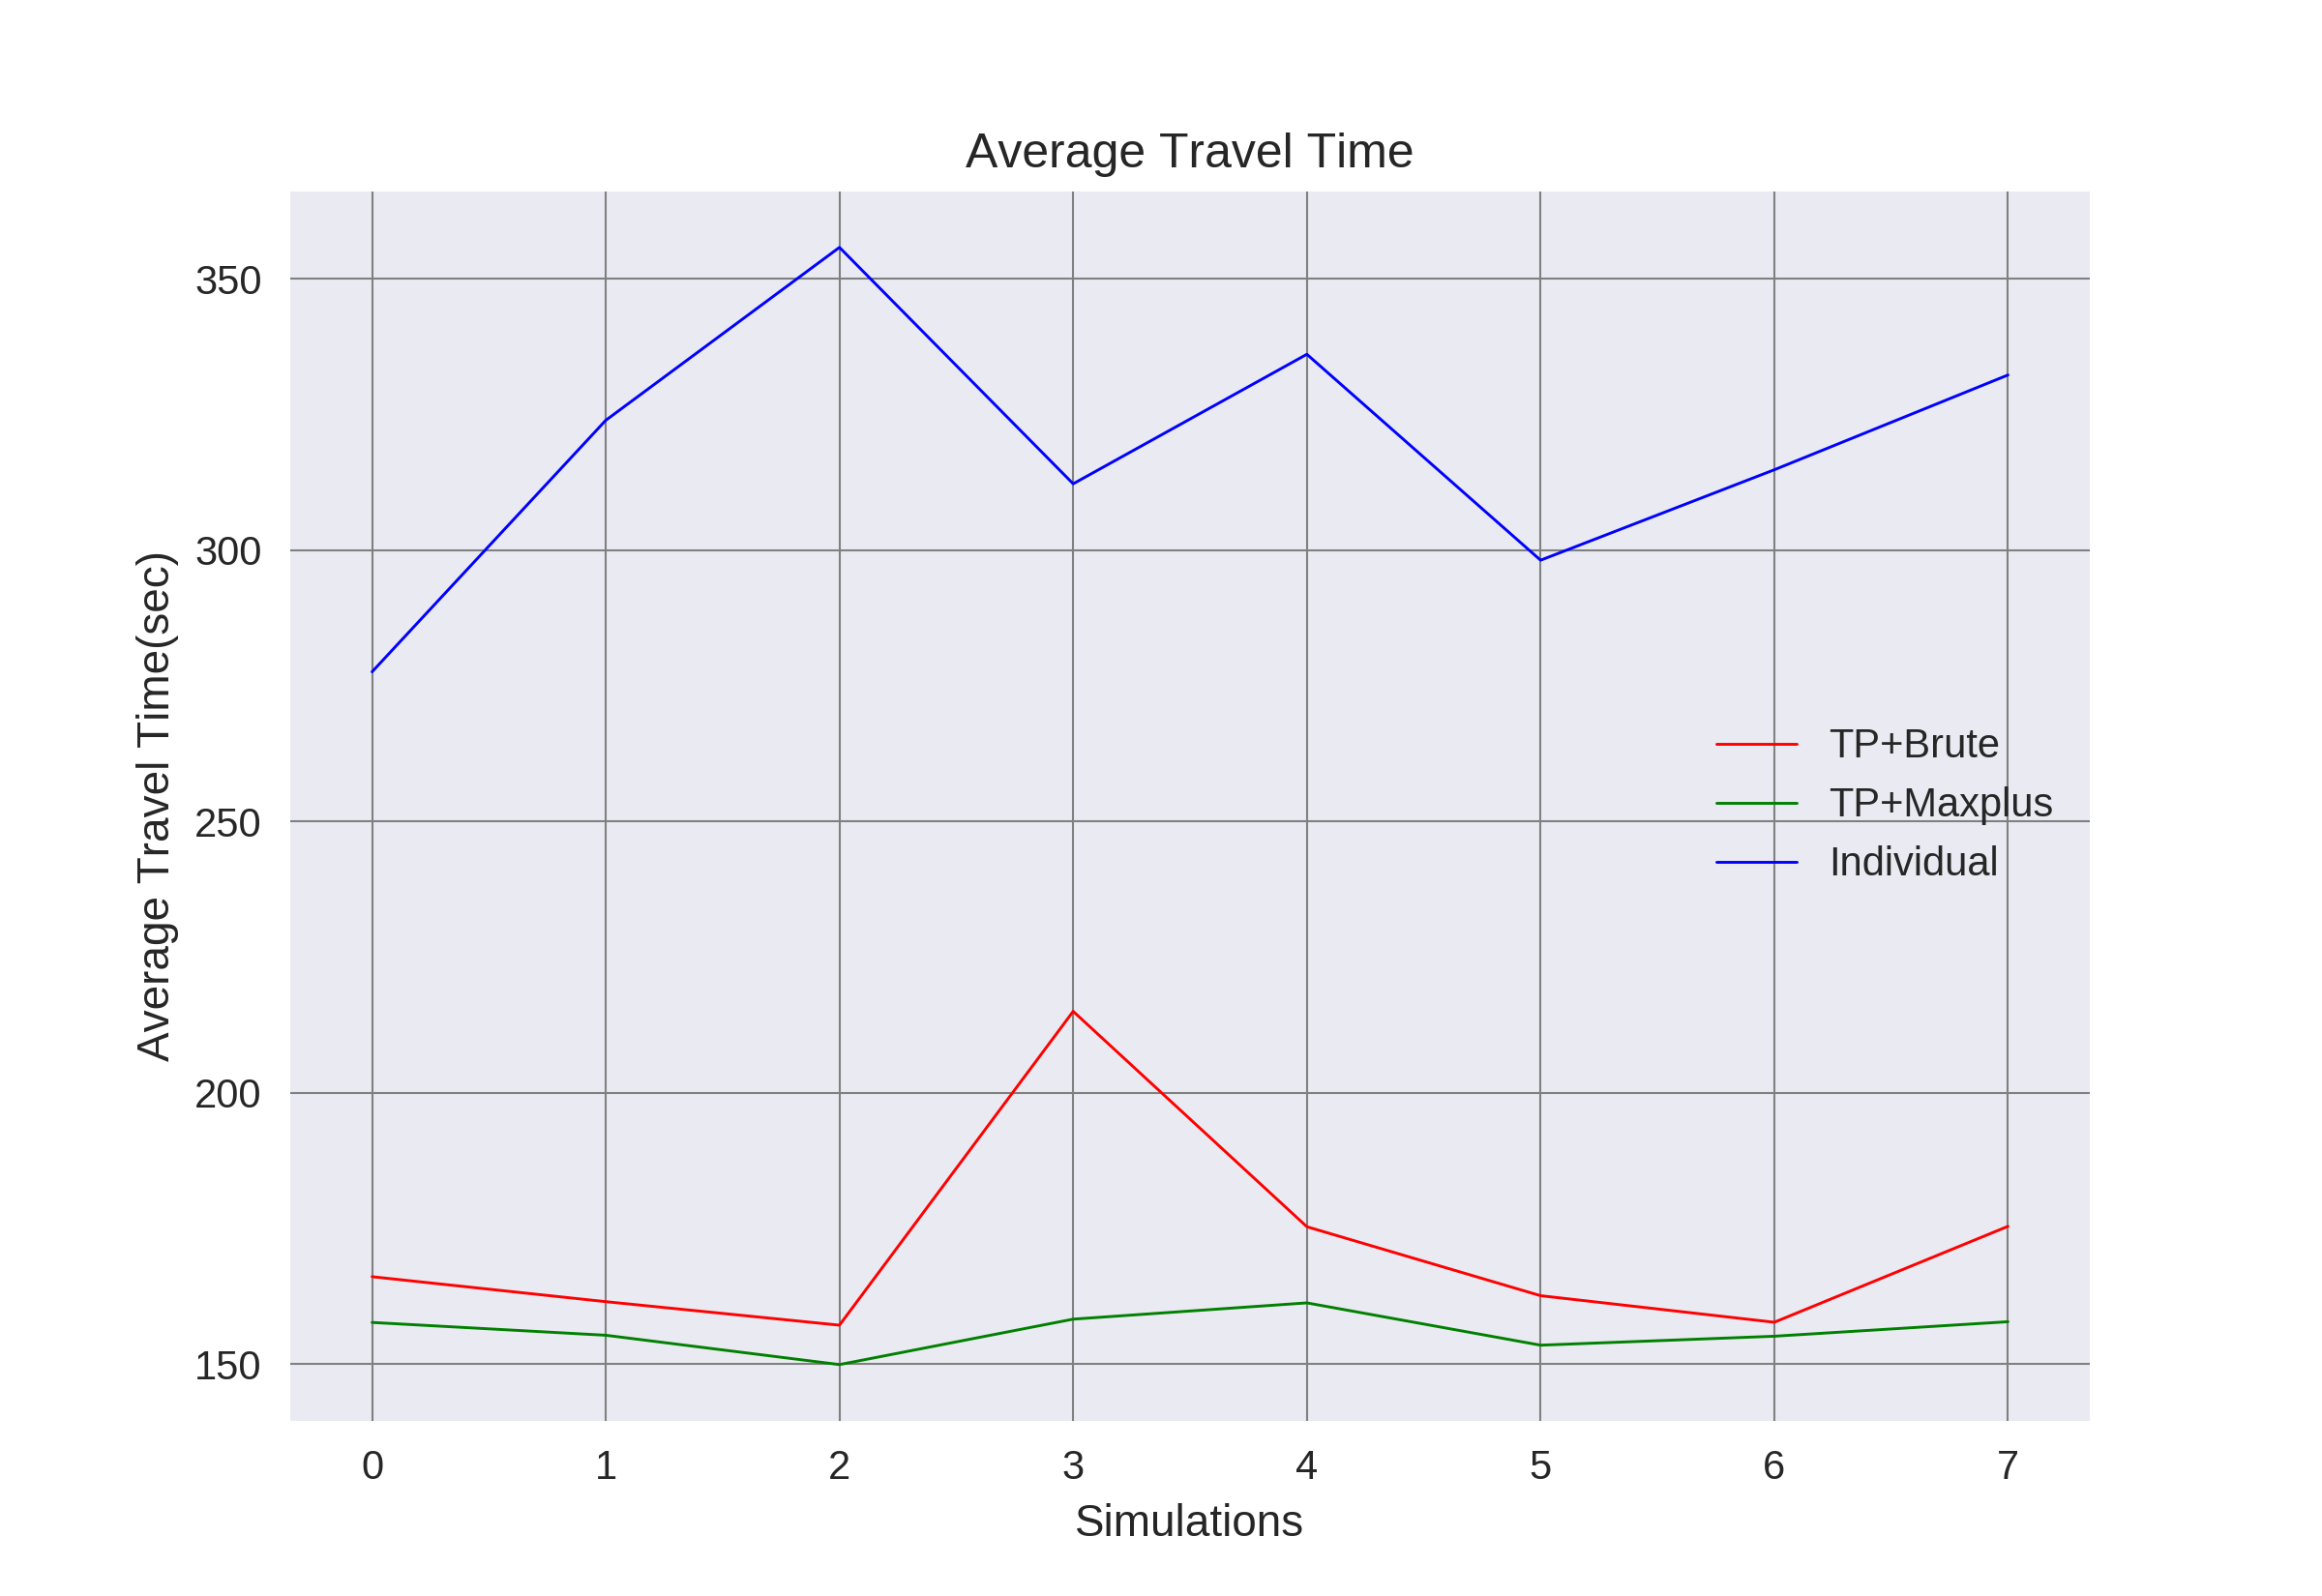 Average Travel Time
Average Travel Time(sec)
350
300
250
200
150
TP+Brute
TP+Maxplus
Individual
0 1 2 3 4 5 6 7
Simulations